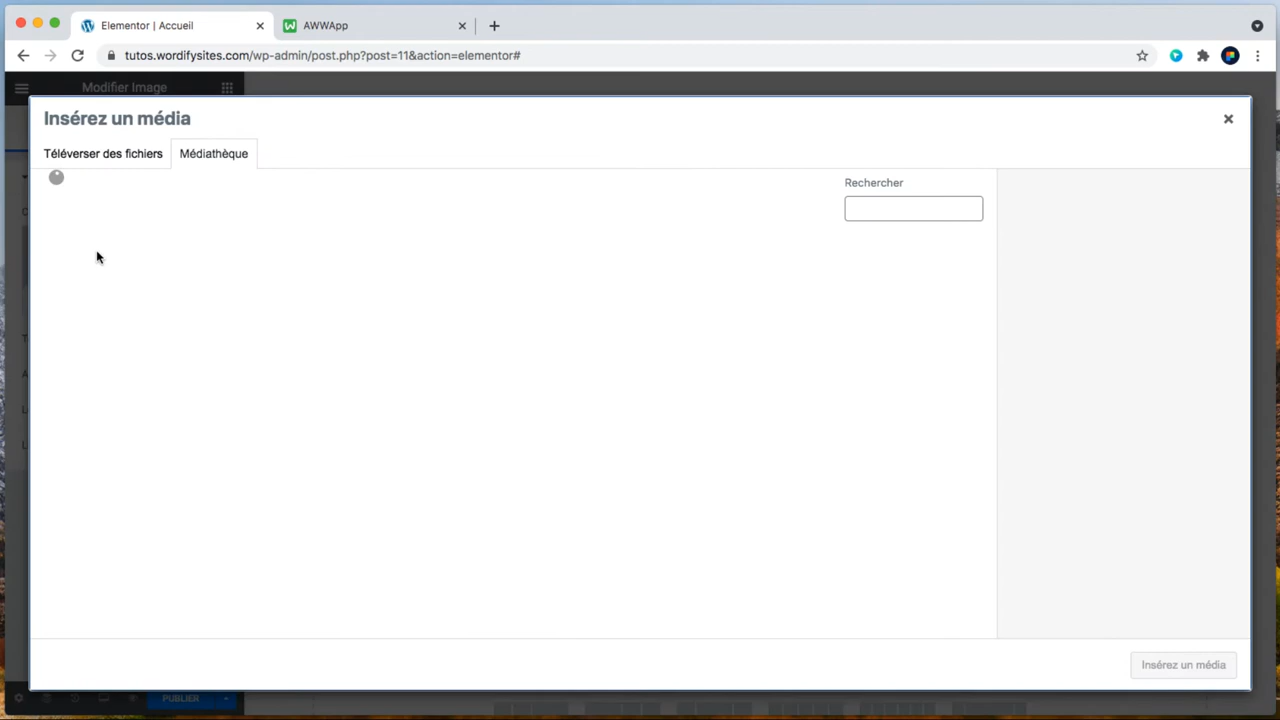 Elementor | Accueil
AWWApp
tutos.wordifysites.com/wp-admin/post.php?post=11&action=elementor#
Modifier Image
Insérez un média
Téléverser des fichiers
Médiathèque
Rechercher
Insérez un média
PUBLIER